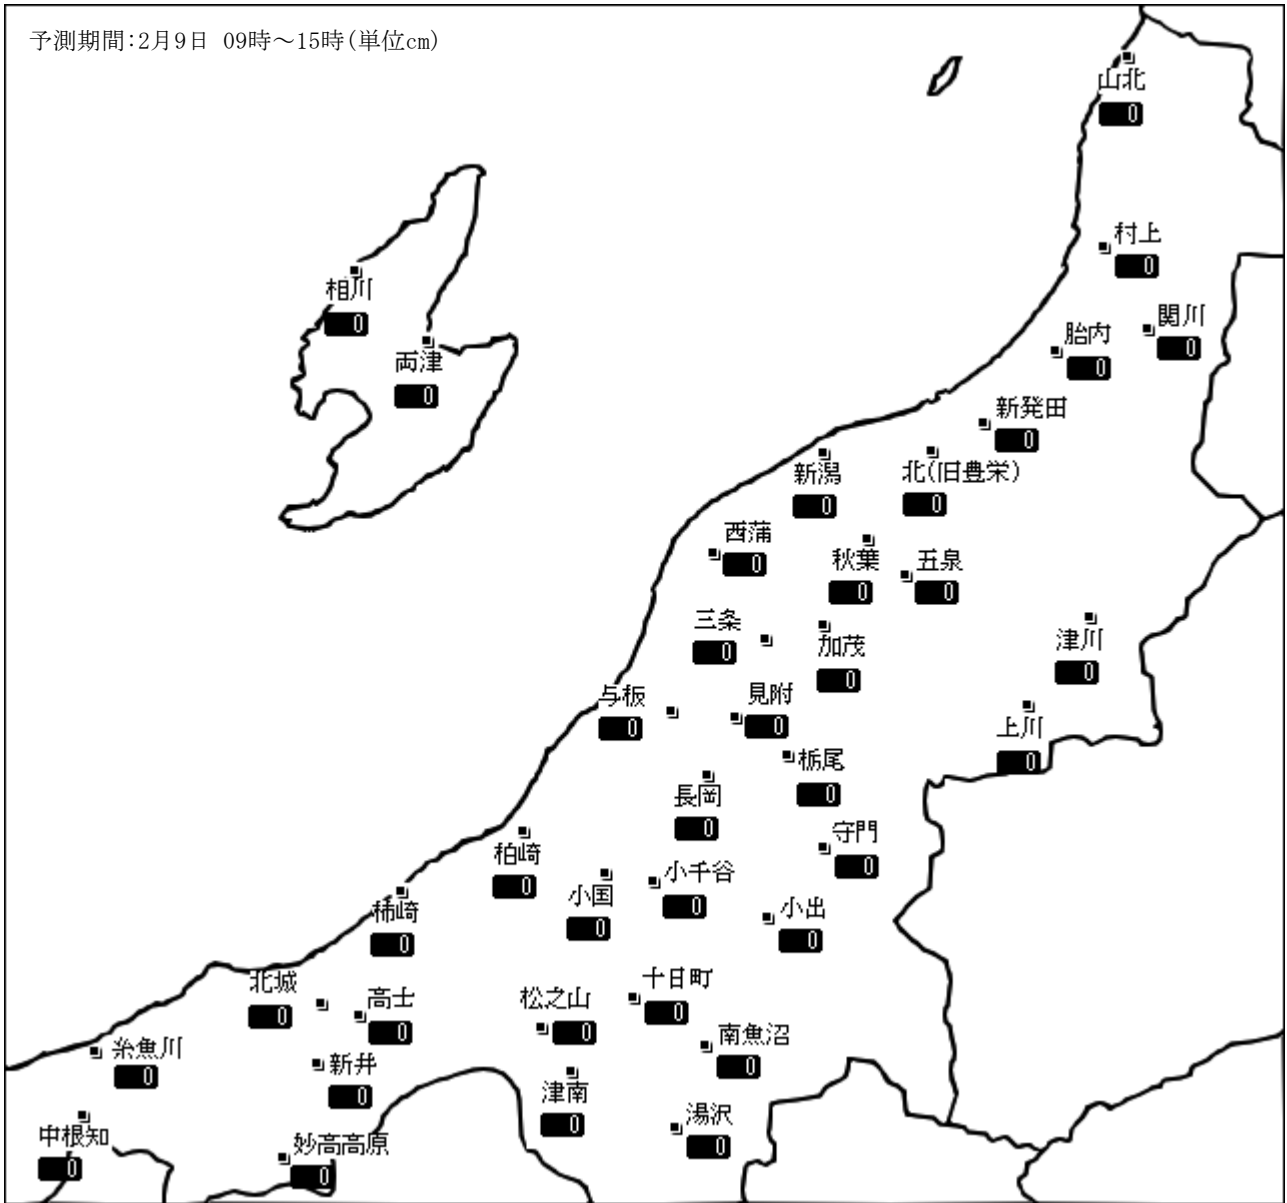 予測期間:2月9日 09時～15時(単位cm)
山北
0
村上
0
相川
0
関川
0
胎内
0
両津
0
新発田
0
新潟
0
北(旧豊栄)
0
西蒲
0
秋葉
0
五泉
0
三条
0
加茂
0
津川
0
与板
0
見附
0
上川
0
栃尾
0
長岡
0
守門
0
柏崎
0
小国
0
小千谷
0
小出
0
柿崎
0
北城
0
高士
0
松之山
0
十日町
0
南魚沼
0
糸魚川
0
新井
0
津南
0
湯沢
0
中根知
0
妙高高原
0